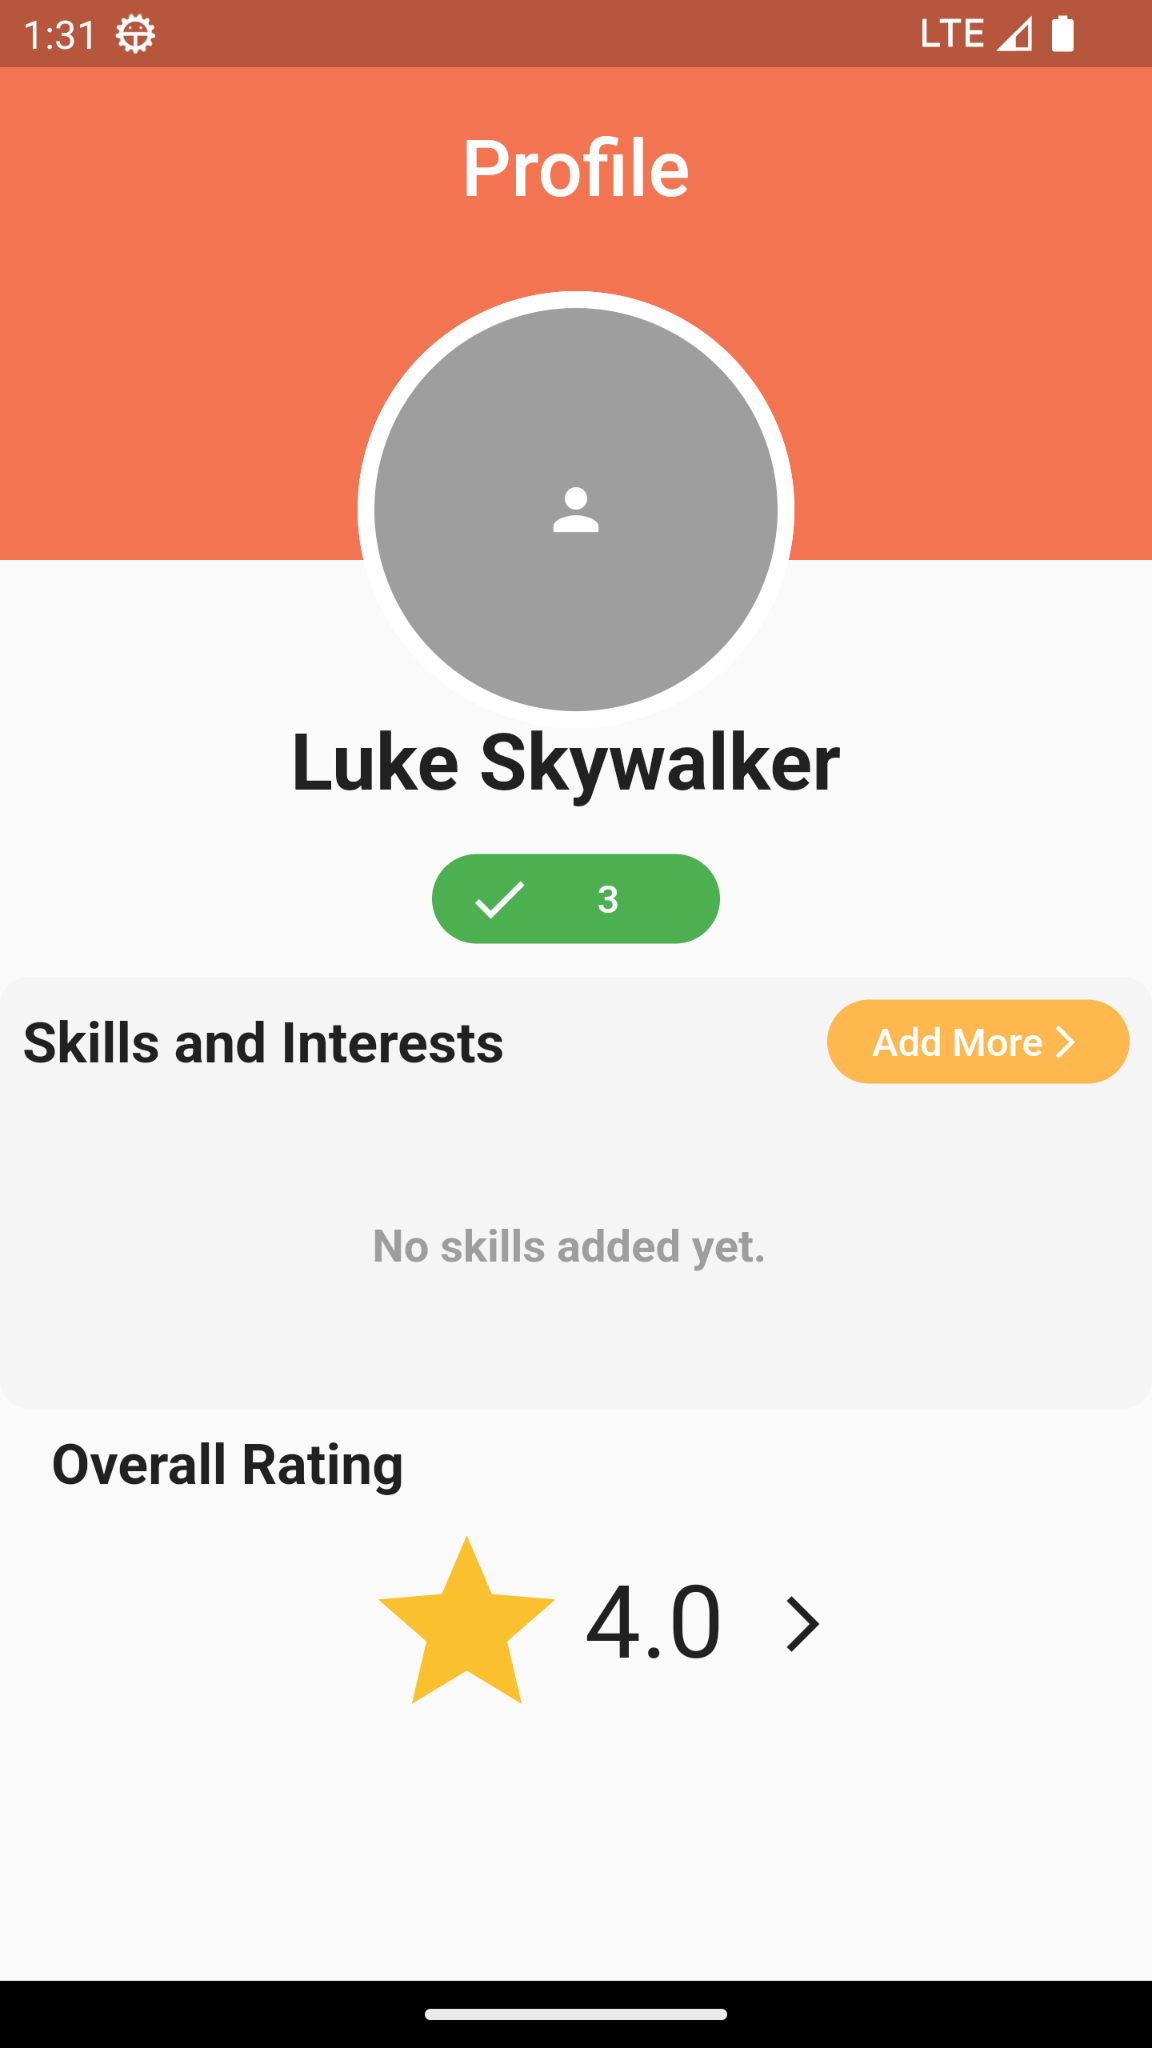 1:31 LTE
Profile
Luke Skywalker
3
Skills and Interests Add More
No skills added yet.
Overall Rating
4.0